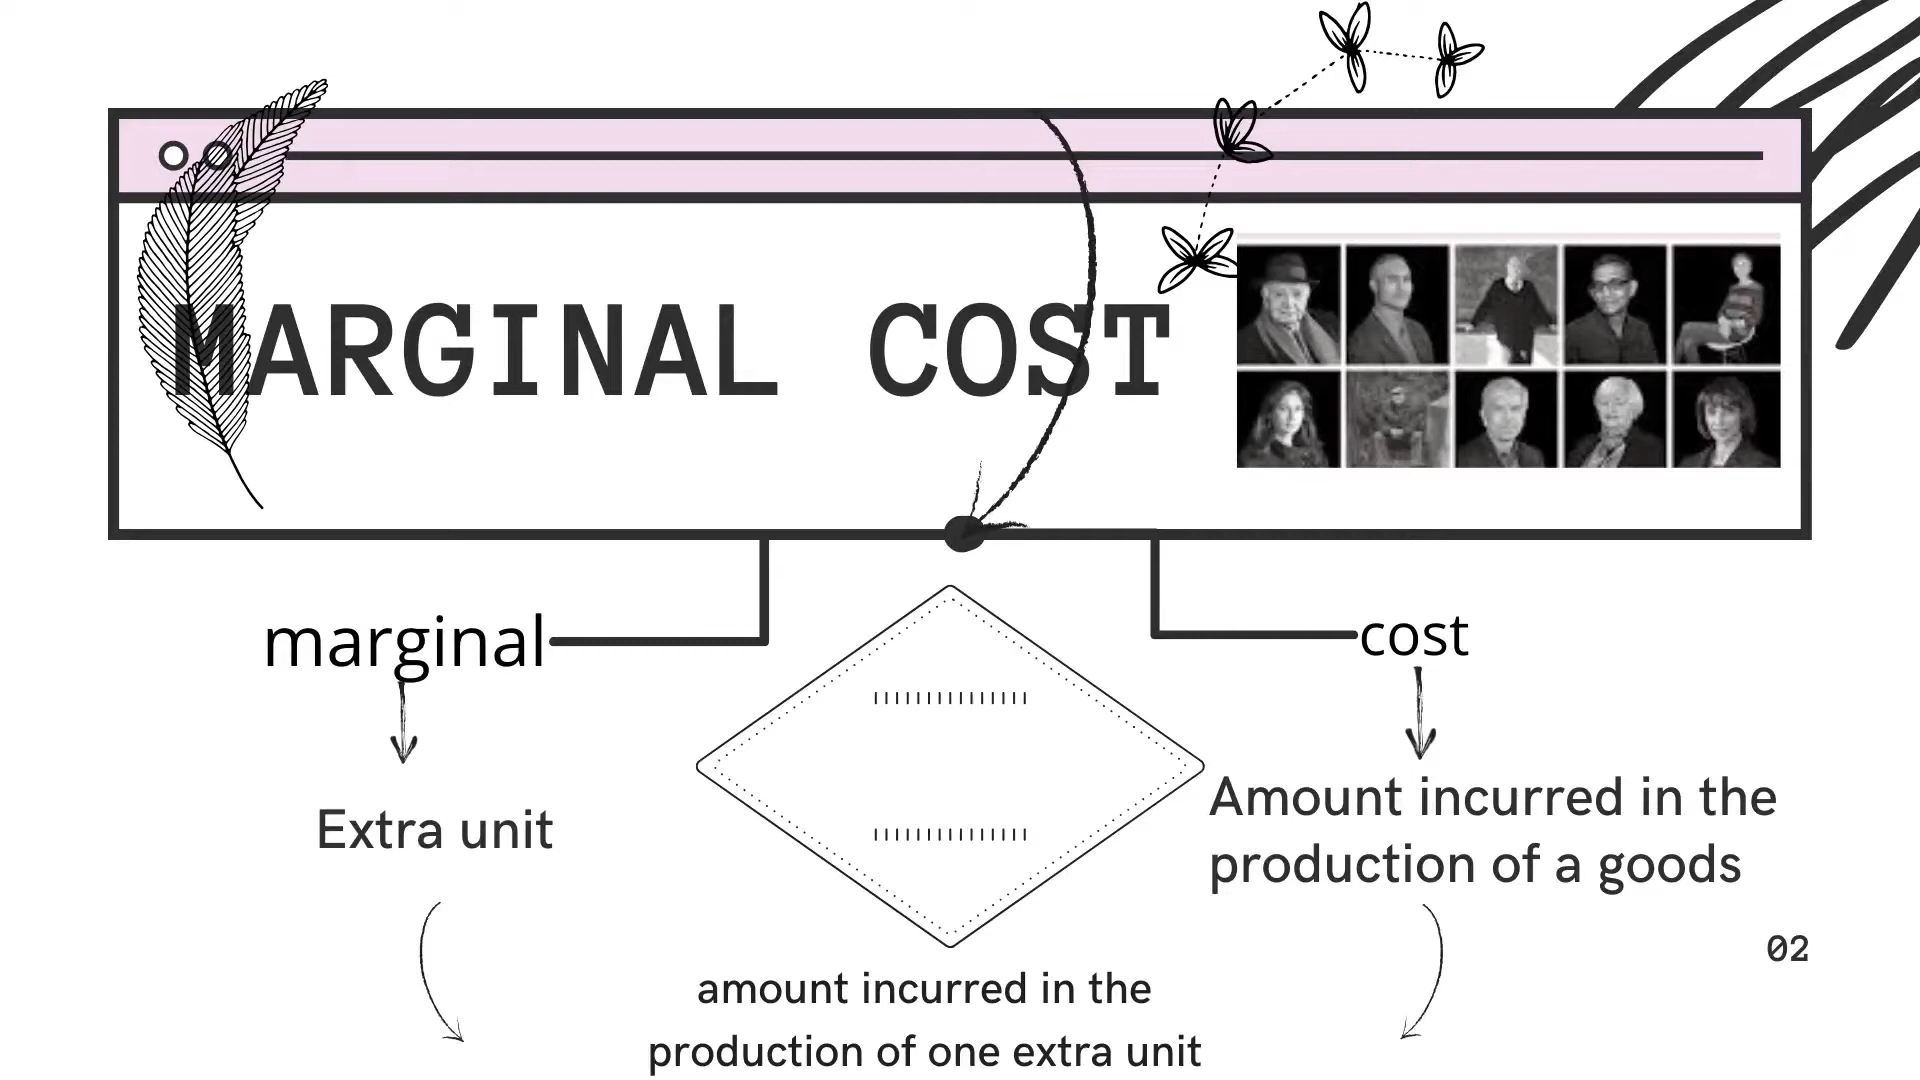 MARGINAL COST
marginal
cost
Extra unit
Amount incurred in the
production of a goods
02
amount incurred in the
production of one extra unit